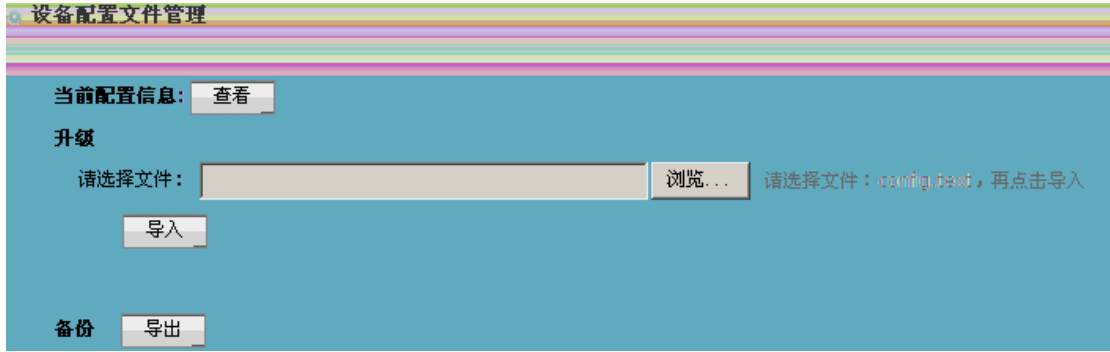 设备配置文件管理
当前配置信息: 查看
升级
请选择文件： 浏览... 请选择文件：config.text，再点击导入
导入
备份 导出